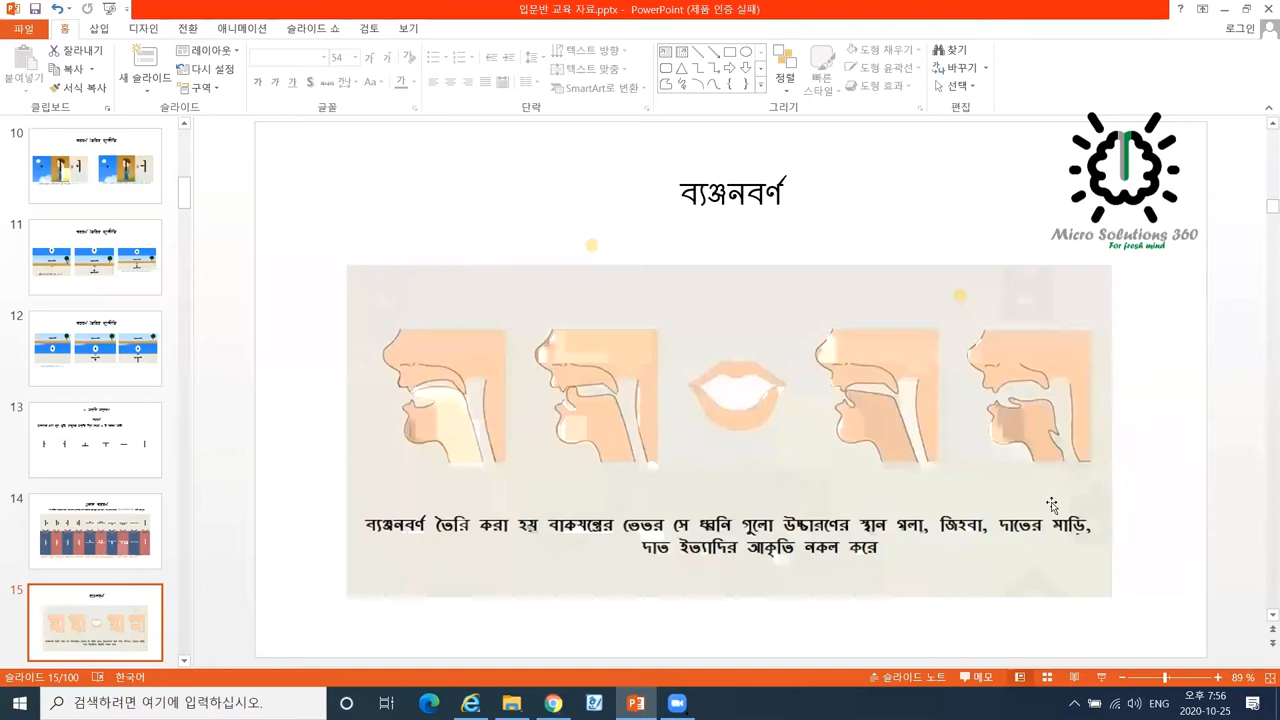 입문반 교육 자료.pptx - PowerPoint (제품 인증 실패)
파일 홈 삽입 디자인 전환 애니메이션 슬라이드 쇼 검토 보기 로그인
붙여넣기
잘라내기
복사
서식 복사
클립보드
새 슬라이드
레이아웃
다시 설정
구역
슬라이드
54
글꼴
텍스트 방향
텍스트 맞춤
SmartArt로 변환
단락
정렬
빠른 스타일
도형 채우기
도형 윤곽선
도형 효과
그리기
찾기
바꾸기
선택
편집
10
11
12
13
14
15
ব্যঞ্জনবর্ণ
Micro Solutions 360
For fresh mind
ব্যঞ্জনবর্ণ তৈরি করা হয় বাকযন্ত্রের ভেতর সে ধ্বনি গুলো উচ্চারণের স্থান গলা, জিহবা, দাতের মাড়ি,
দাত ইত্যাদির আকৃতি নকল করে
슬라이드 15/100 한국어 슬라이드 노트 메모 89 %
검색하려면 여기에 입력하십시오.
ENG
오후 7:56
2020-10-25